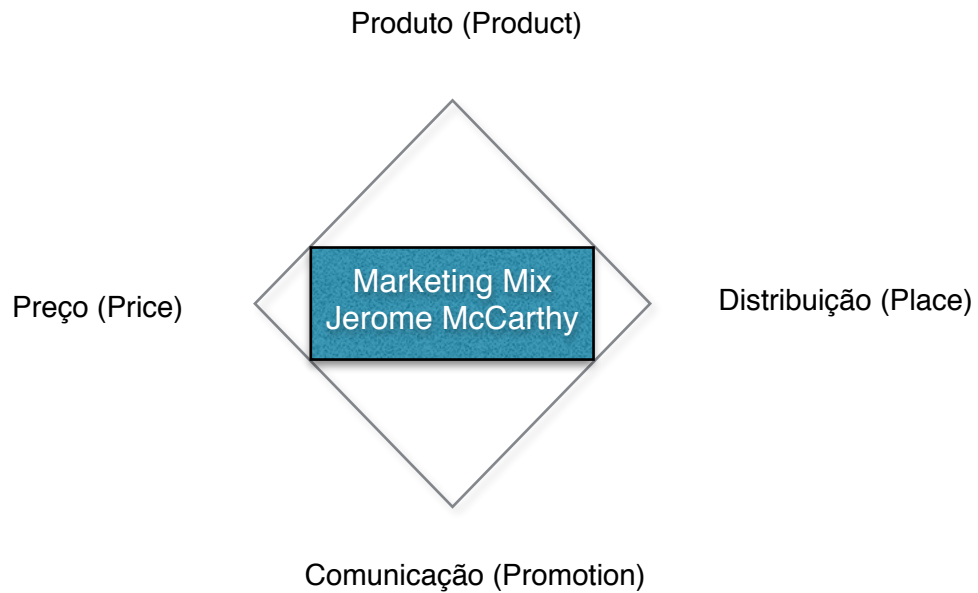 Produto (Product)
Marketing Mix
Jerome McCarthy
Preço (Price)
Distribuição (Place)
Comunicação (Promotion)